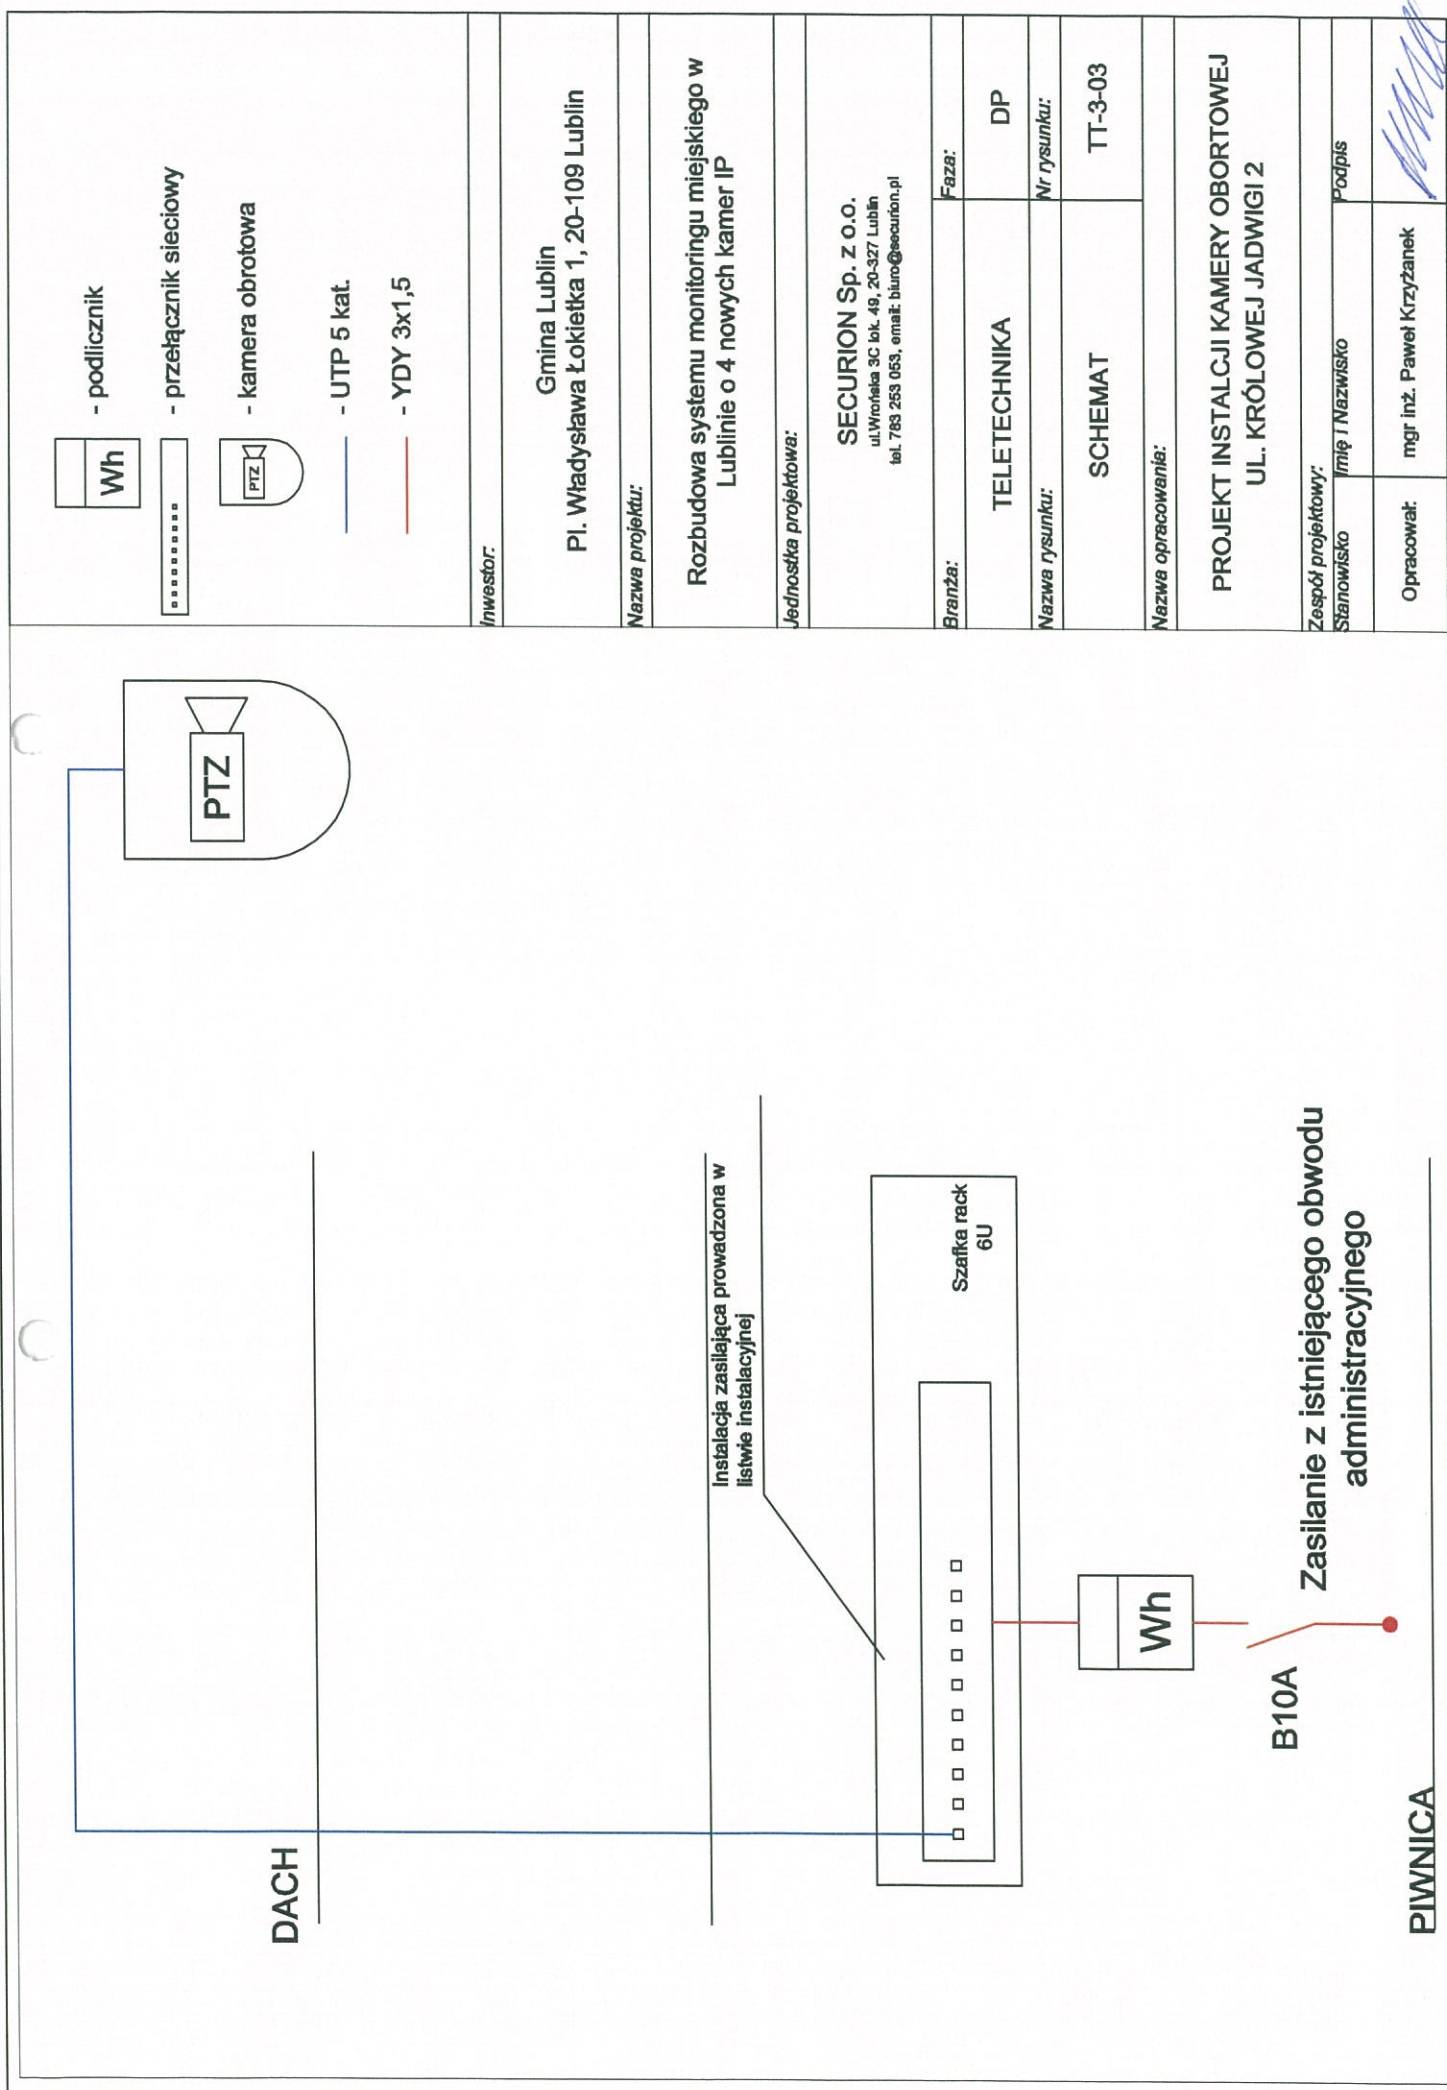 DACH
PTZ
Instalacja zasilająca prowadzona w
listwie instalacyjnej
Szafka rack
6U
Wh
B10A
Zasilanie z istniejącego obwodu
administracyjnego
PIWNICA
Wh
- podlicznik
- przełącznik sieciowy
PTZ
- kamera obrotowa
- UTP 5 kat.
- YDY 3x1,5
Inwestor:
Gmina Lublin
Pl. Władysława Łokietka 1, 20-109 Lublin
Nazwa projektu:
Rozbudowa systemu monitoringu miejskiego w
Lublinie o 4 nowych kamer IP
Jednostka projektowa:
SECURION Sp. z o.o.
ul.Wrońska 3C lok. 49, 20-327 Lublin
tel. 783 253 053, email: biuro@securion.pl
Branża:
Faza:
TELETECHNIKA
DP
Nazwa rysunku:
Nr rysunku:
SCHEMAT
TT-3-03
Nazwa opracowania:
PROJEKT INSTALCJI KAMERY OBORTOWEJ
UL. KRÓLOWEJ JADWIGI 2
Zespół projektowy:
Stanowisko
Imię i Nazwisko
Podpis
Opracował:
mgr inż. Paweł Krzyżanek